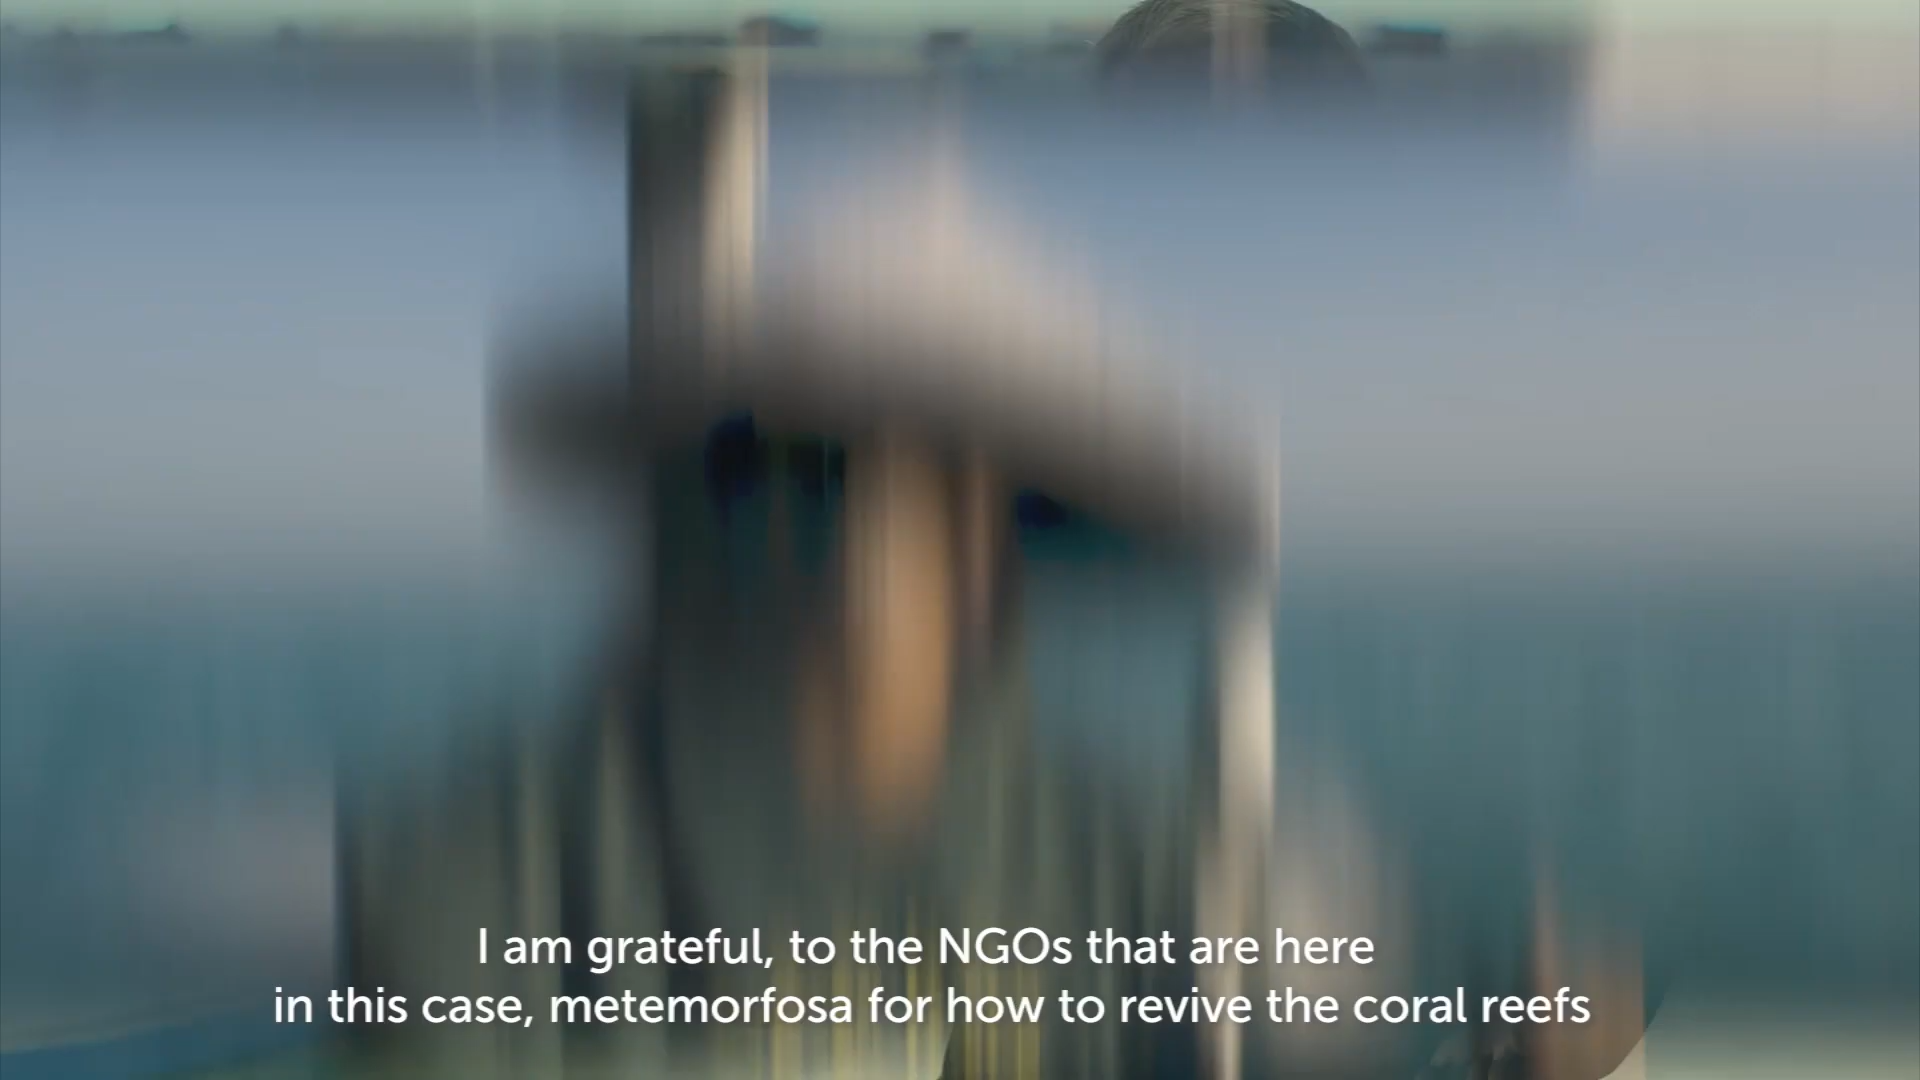 I am grateful, to the NGOs that are here
in this case, metemorfosa for how to revive the coral reefs